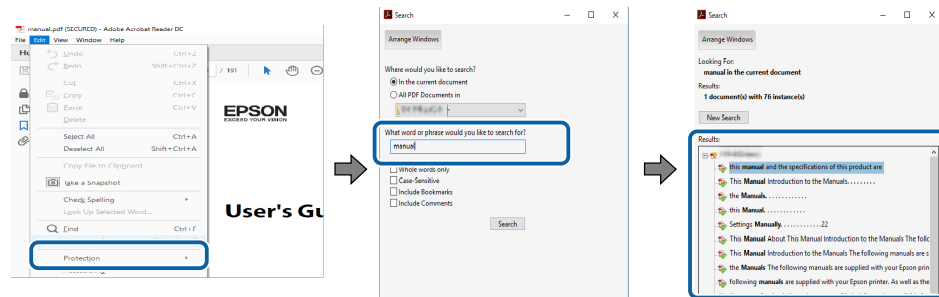 manual.pdf (SECURED) - Adobe Acrobat Reader DC
File Edit View Window Help
Undo Ctrl+Z
Redo Shift+Ctrl+Z
Cut Ctrl+X
Copy Ctrl+C
Paste Ctrl+V
Delete
Select All Ctrl+A
Deselect All Shift+Ctrl+A
Copy File to Clipboard
Take a Snapshot
Check Spelling
Look Up Selected Word...
Find Ctrl+F
Protection
/ 191
EPSON
EXCEED YOUR VISION
User's Gu
Search
Arrange Windows
Where would you like to search?
In the current document
All PDF Documents in
What word or phrase would you like to search for?
manual
Whole words only
Case-Sensitive
Include Bookmarks
Include Comments
Search
Search
Arrange Windows
Looking For:
manual in the current document
Results:
1 document(s) with 76 instance(s)
New Search
Results:
this manual and the specifications of this product are
This Manual Introduction to the Manuals. . . . . . . . .
the Manuals. . . . . . . . . . . . .
this Manual. . . . . . . . . . . . .
Settings Manually. . . . . . . . . . . . .22
This Manual About This Manual Introduction to the Manuals The follc
This Manual Introduction to the Manuals The following manuals are s
the Manuals The following manuals are supplied with your Epson prin
following manuals are supplied with your Epson printer. As well as the